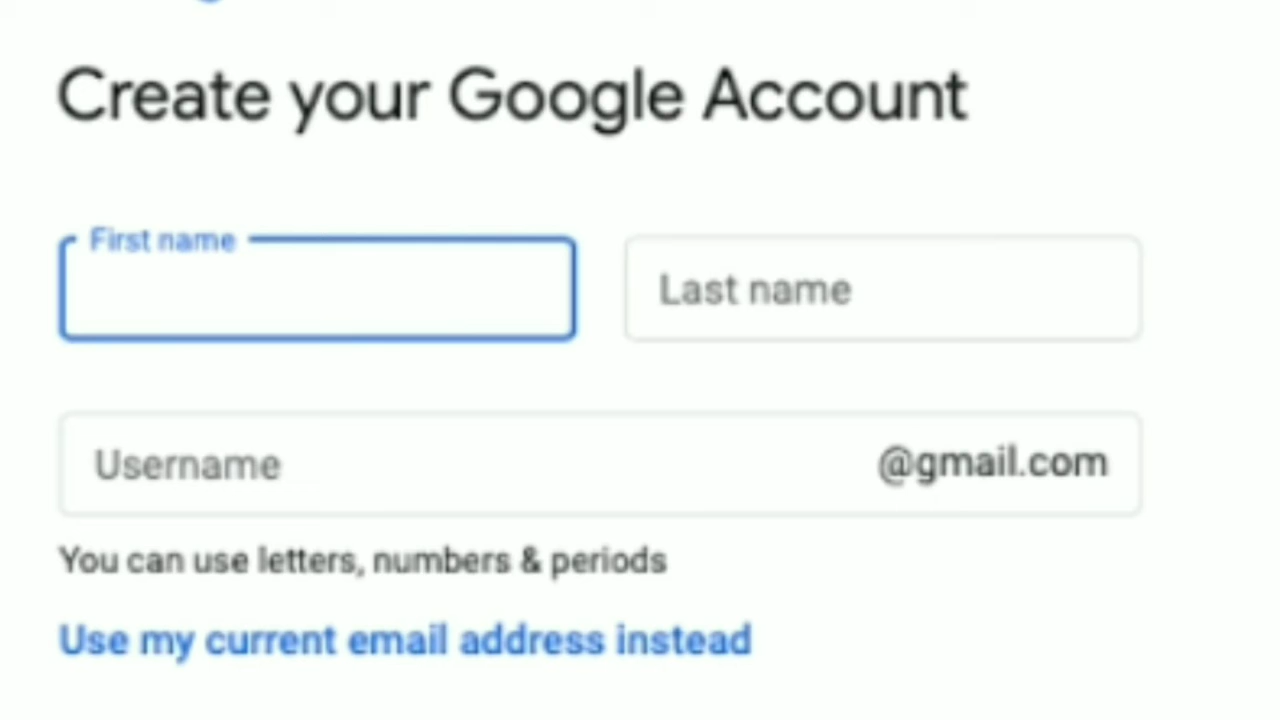 Create your Google Account
First name
Last name
Username
@gmail.com
You can use letters, numbers & periods
Use my current email address instead